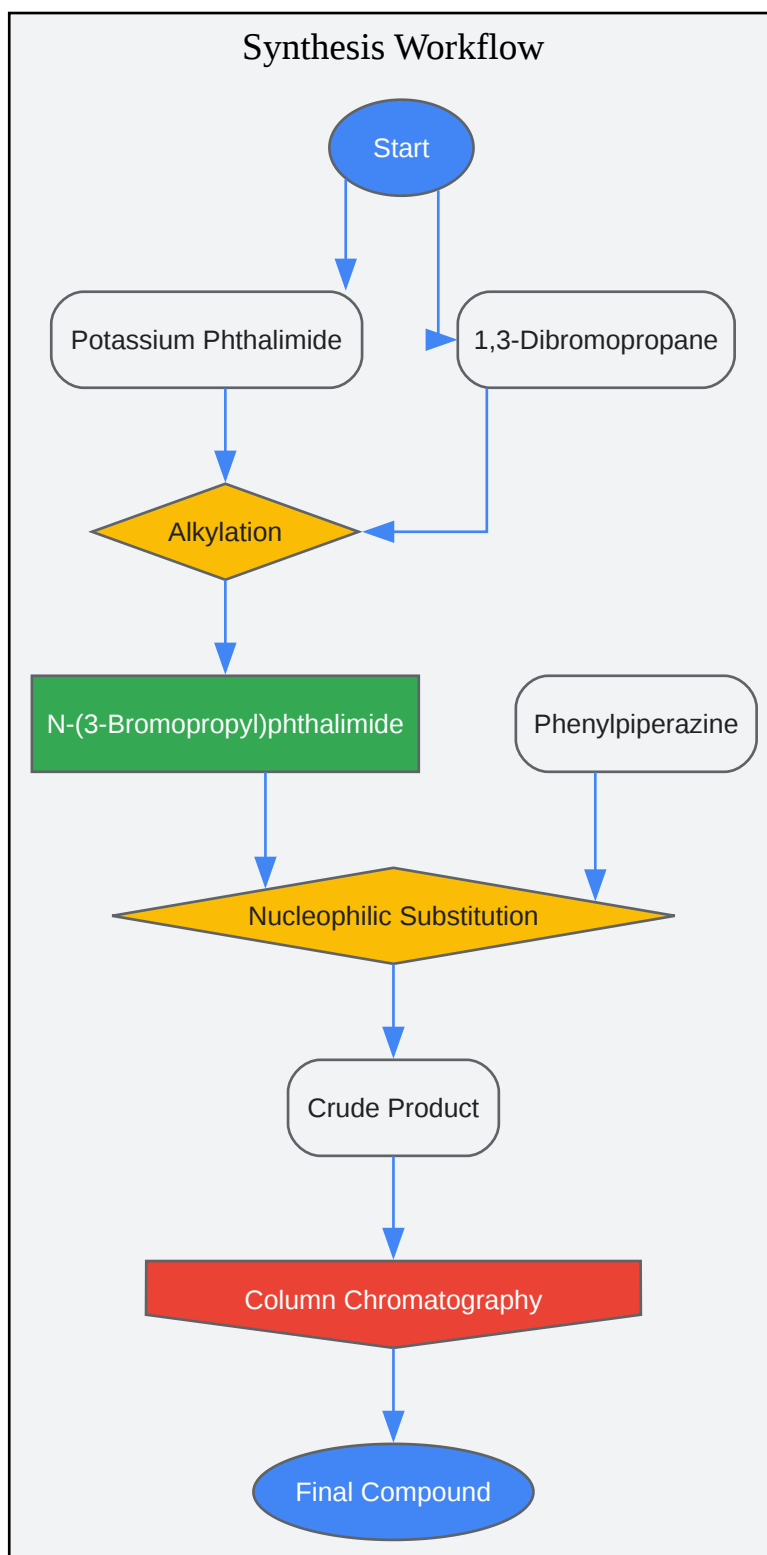 Synthesis Workflow
Start
Potassium Phthalimide
1,3-Dibromopropane
Alkylation
N-(3-Bromopropyl)phthalimide
Phenylpiperazine
Nucleophilic Substitution
Crude Product
Column Chromatography
Final Compound